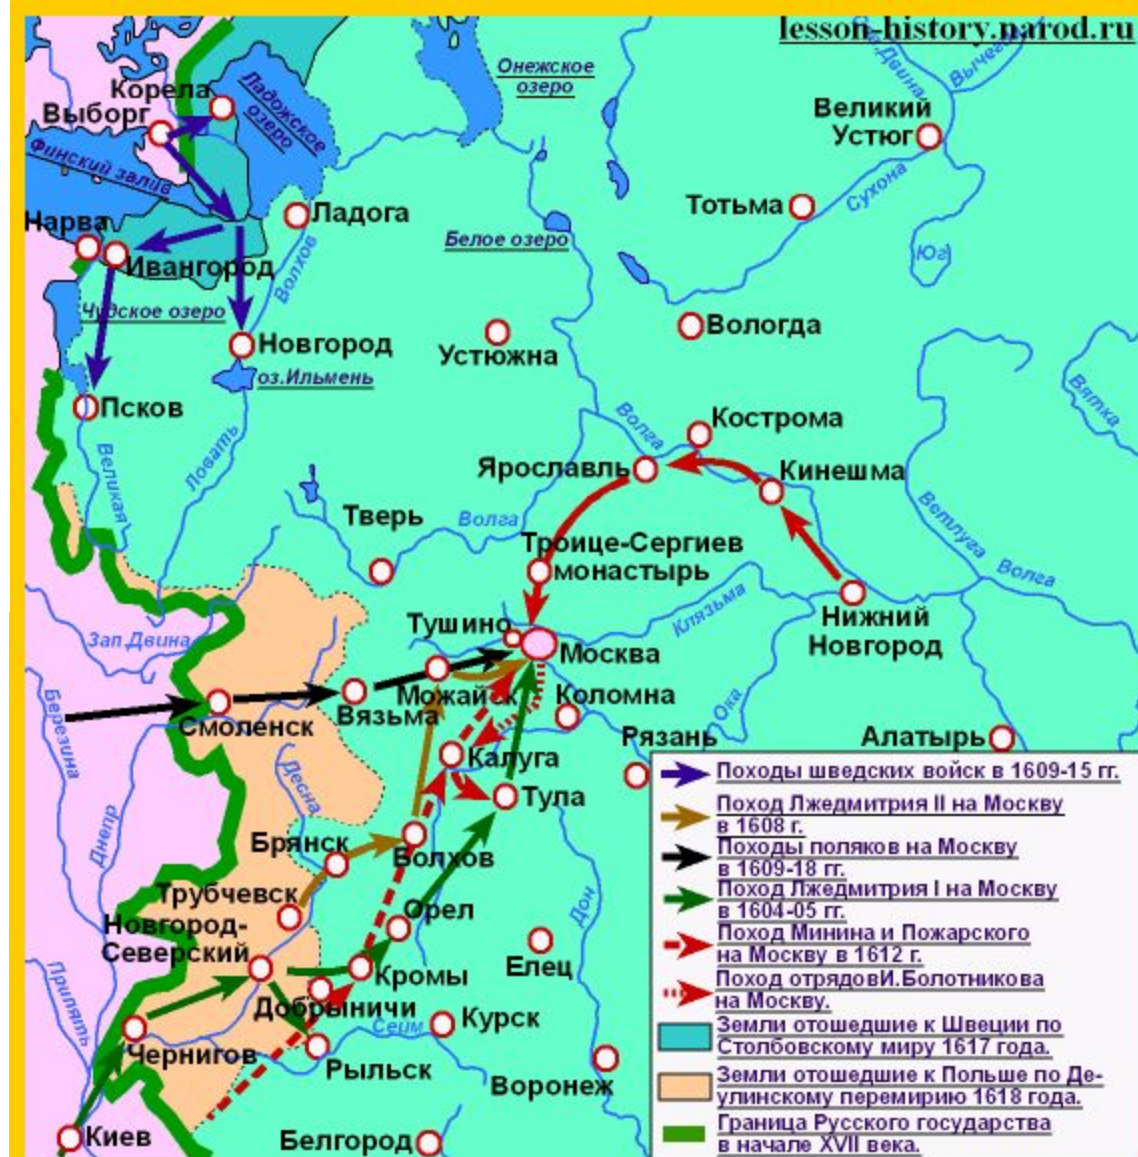 lesson-history.narod.ru
Онежское
озеро
Ладожское
озеро
Корела
Выборг
Финский залив
Вычегда
Великий
Устюг
Тотьма
Сухона
Юг
Нарва
Ладога
Ивангород
Волхов
Белое озеро
Чудское озеро
Новгород
оз.Ильмень
Устюжна
Вологда
Псков
Великая
Ловать
Волга
Кострома
Вятка
Ярославль
Кинешма
Ветлуга
Волга
Тверь
Волга
Троице-Сергиев
монастырь
Клязьма
Нижний
Новгород
Зап.Двина
Тушино
Москва
Можайск
Коломна
Березина
Смоленск
Вязьма
Ока
Рязань
Алатырь
Калуга
Десна
Тула
Днепр
Брянск
Волхов
Трубчевск
Орел
Дон
Новгород-
Северский
Елец
Кромы
Добрыничи
Припять
Сейм
Курск
Чернигов
Рыльск
Воронеж
Киев
Белгород
Походы шведских войск в 1609-15 гг.
Поход Лжедмитрия II на Москву
в 1608 г.
Походы поляков на Москву
в 1609-18 гг.
Поход Лжедмитрия I на Москву
в 1604-05 гг.
Поход Минина и Пожарского
на Москву в 1612 г.
Поход отрядовИ.Болотникова
на Москву.
Земли отошедшие к Швеции по
Столбовскому миру 1617 года.
Земли отошедшие к Польше по Де-
улинскому перемирию 1618 года.
Граница Русского государства
в начале XVII века.